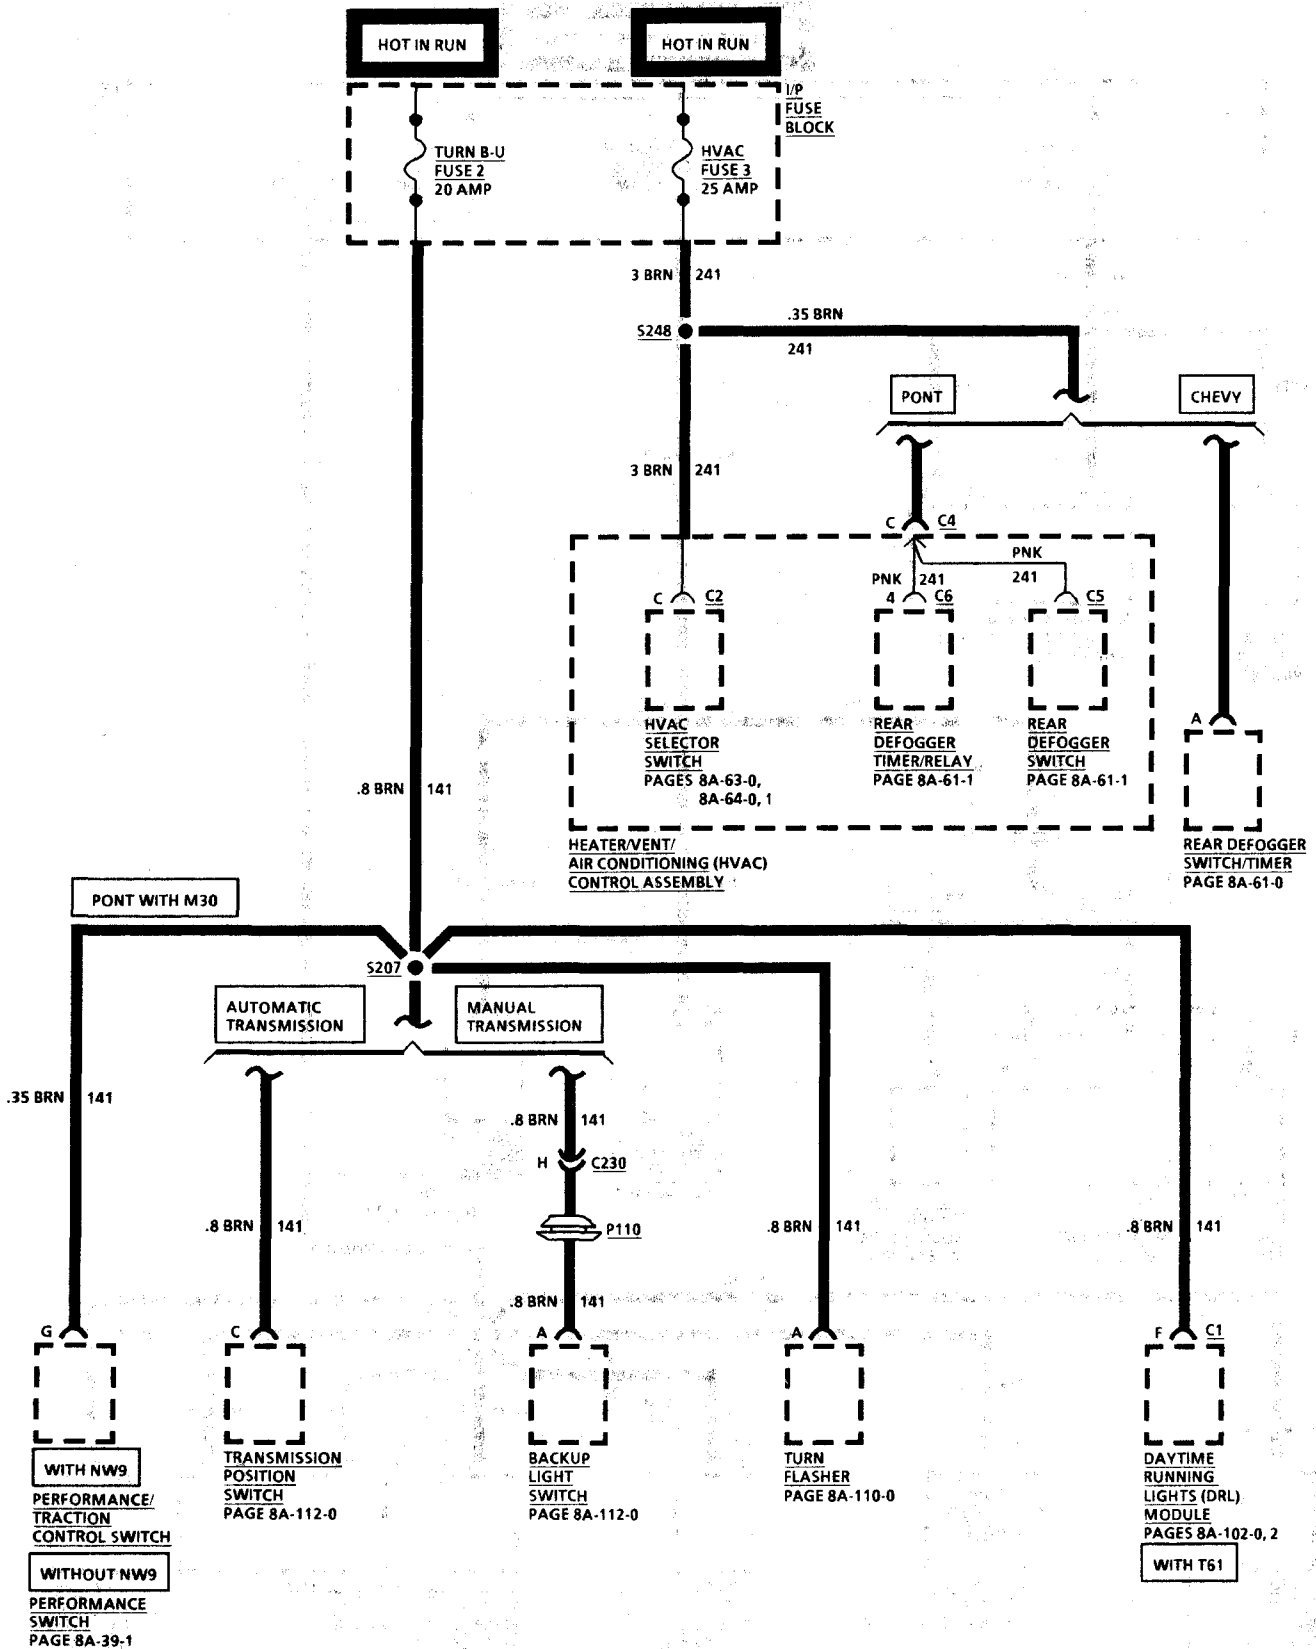 HOT IN RUN
HOT IN RUN
I/P
FUSE
BLOCK
TURN B-U
FUSE 2
20 AMP
HVAC
FUSE 3
25 AMP
3 BRN 241
S248
.35 BRN
241
PONT
CHEVY
3 BRN 241
C C4
PNK
241
PNK 241
C C2
4 C6
C5
HVAC
SELECTOR
SWITCH
PAGES 8A-63-0,
8A-64-0, 1
REAR
DEFOGGER
TIMER/RELAY
PAGE 8A-61-1
REAR
DEFOGGER
SWITCH
PAGE 8A-61-1
A
REAR DEFOGGER
SWITCH/TIMER
PAGE 8A-61-0
HEATER/VENT/
AIR CONDITIONING (HVAC)
CONTROL ASSEMBLY
.8 BRN 141
PONT WITH M30
S207
AUTOMATIC
TRANSMISSION
MANUAL
TRANSMISSION
.35 BRN 141
.8 BRN 141
H C230
.8 BRN 141
P110
.8 BRN 141
.8 BRN 141
.8 BRN 141
G
C
A
A
F C1
WITH NW9
PERFORMANCE/
TRACTION
CONTROL SWITCH
WITHOUT NW9
PERFORMANCE
SWITCH
PAGE 8A-39-1
TRANSMISSION
POSITION
SWITCH
PAGE 8A-112-0
BACKUP
LIGHT
SWITCH
PAGE 8A-112-0
TURN
FLASHER
PAGE 8A-110-0
DAYTIME
RUNNING
LIGHTS (DRL)
MODULE
PAGES 8A-102-0, 2
WITH T61